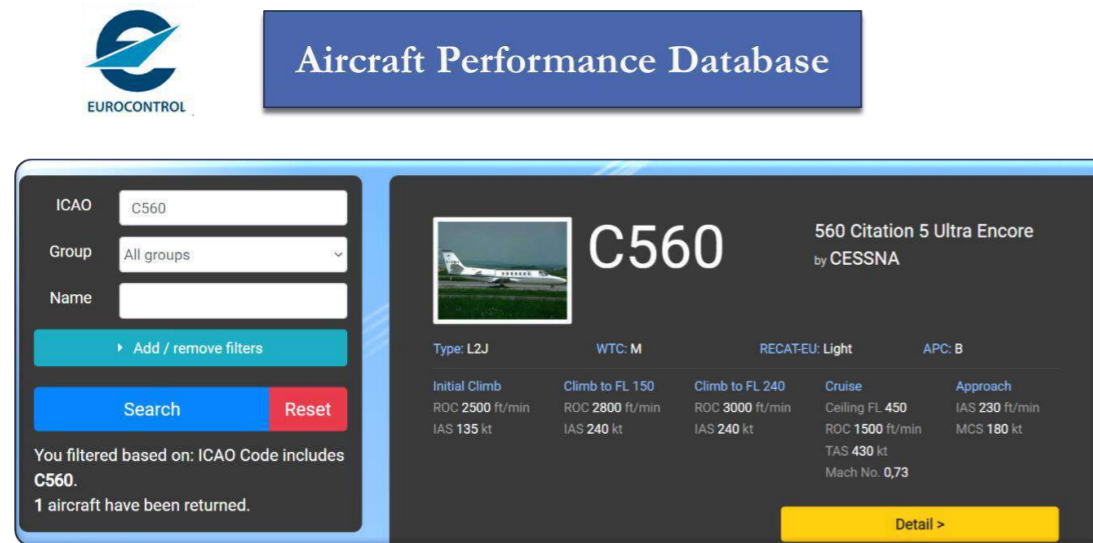 EUROCONTROL
Aircraft Performance Database
ICAO
C560
Group
All groups
Name
Add / remove filters
Search
Reset
You filtered based on: ICAO Code includes
C560.
1 aircraft have been returned.
C560
560 Citation 5 Ultra Encore
by CESSNA
Type: L2J WTC: M RECAT-EU: Light APC: B
Initial Climb
ROC 2500 ft/min
IAS 135 kt
Climb to FL 150
ROC 2800 ft/min
IAS 240 kt
Climb to FL 240
ROC 3000 ft/min
IAS 240 kt
Cruise
Ceiling FL 450
ROC 1500 ft/min
TAS 430 kt
Mach No. 0,73
Approach
IAS 230 kt
MCS 180 kt
Detail >